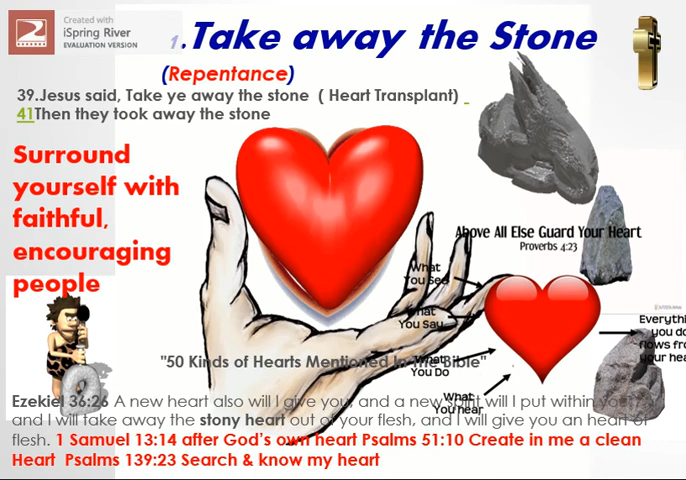 Created with
iSpring River
EVALUATION VERSION
1.Take away the Stone
(Repentance)
39.Jesus said, Take ye away the stone ( Heart Transplant)
41Then they took away the stone
Surround
yourself with
faithful,
encouraging
people
Above All Else Guard Your Heart
Proverbs 4:23
What
You See
What
You Say
What
You Do
What
You hear
Everythi
you do
flows from
your hea
"50 Kinds of Hearts Mentioned In The Bible"
Ezekiel 36:26 A new heart also will I give you, and a new spirit will I put within you
and I will take away the stony heart out of your flesh, and I will give you an heart of
flesh. 1 Samuel 13:14 after God's own heart Psalms 51:10 Create in me a clean
Heart Psalms 139:23 Search & know my heart